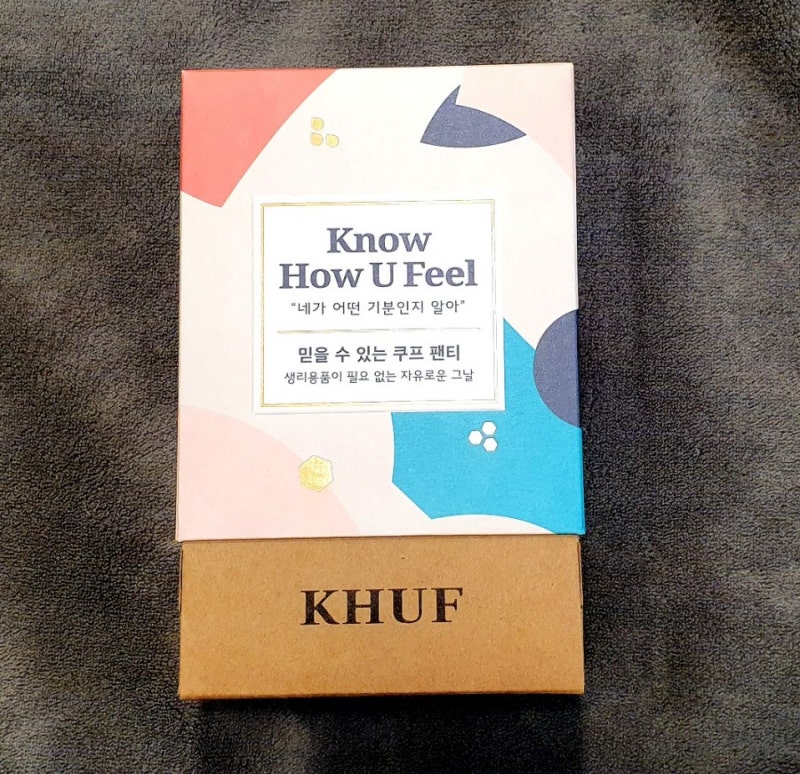 Know
How U Feel
“네가 어떤 기분인지 알아”
믿을 수 있는 쿠프 팬티
생리용품이 필요 없는 자유로운 그날
KHUF